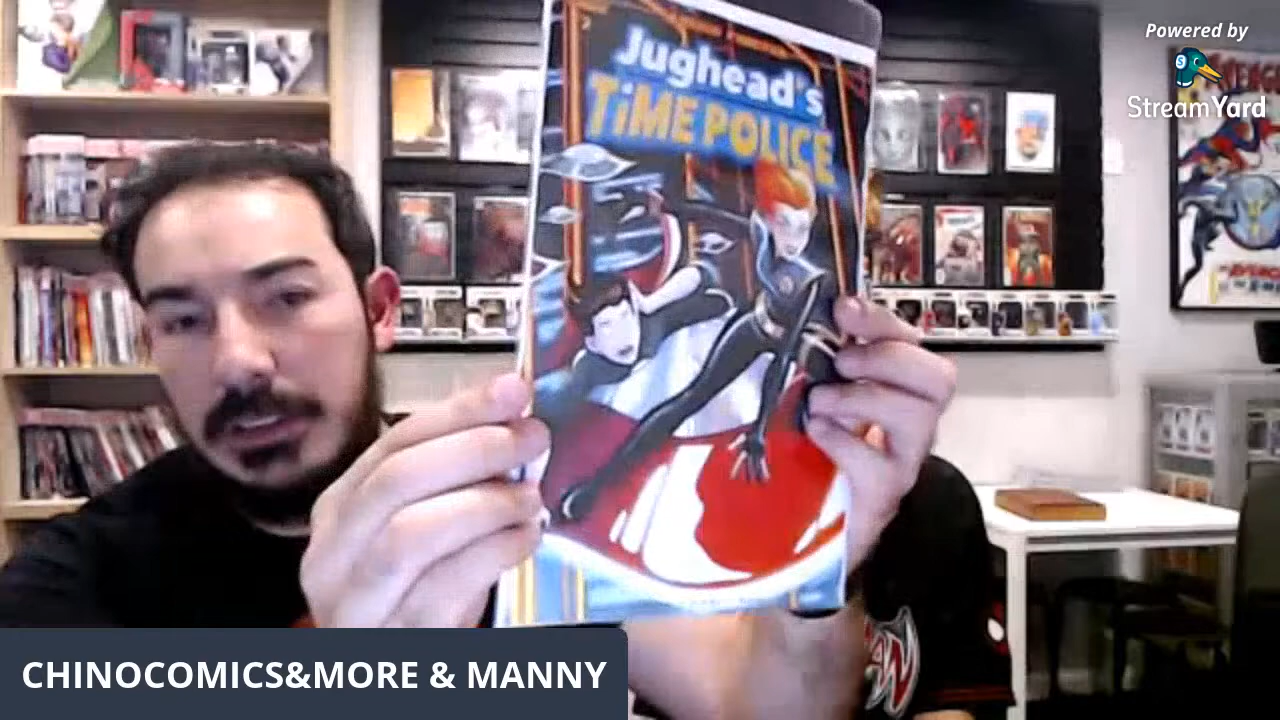 Jughead's
TiME POLICE
Powered by
StreamYard
CHINOCOMICS&MORE & MANNY